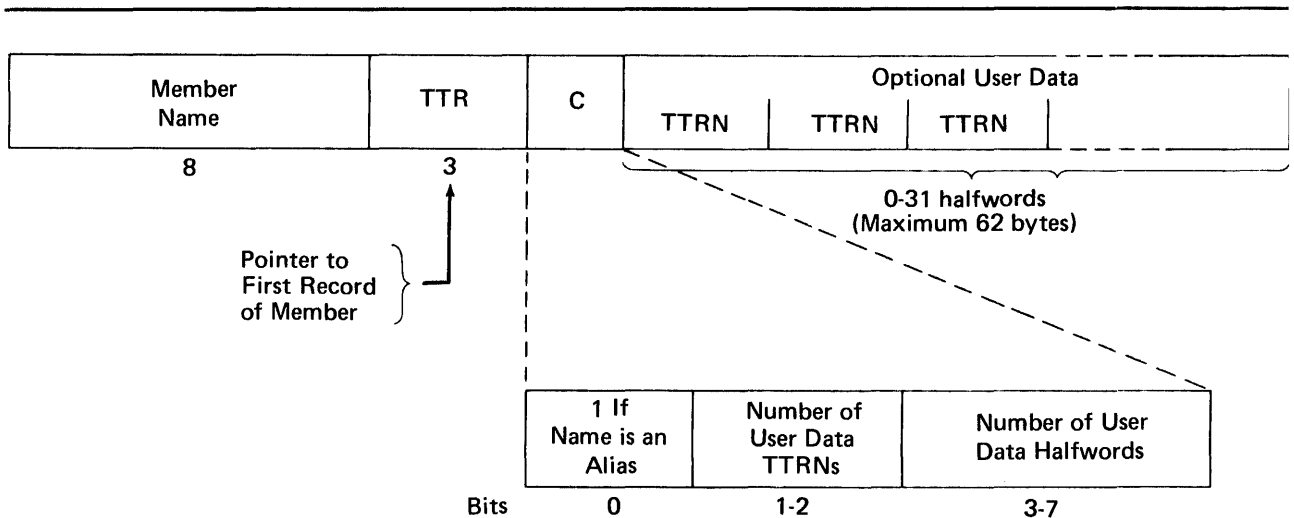 Member
Name
TTR
C
Optional User Data
TTRN
TTRN
TTRN
8
3
0-31 halfwords
(Maximum 62 bytes)
Pointer to
First Record
of Member
1 If
Name is an
Alias
Number of
User Data
TTRNs
Number of User
Data Halfwords
Bits
0
1-2
3-7